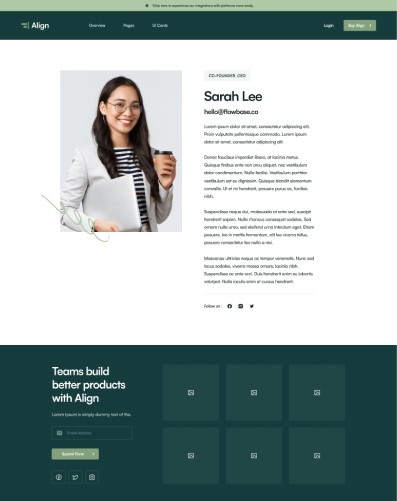 Click here to experience our integrations with platforms more easily.
Align
Overview
Pages
UI Cards
Login
Buy Align
CO-FOUNDER, CEO
Sarah Lee
hello@flowbase.co
Lorem ipsum dolor sit amet, consectetur adipiscing elit.
Proin vulputate pellentesque commodo. Lorem ipsum
dolor sit amet, consectetur adipiscing elit.
Donec faucibus imperdiet libero, at lacinia metus.
Quisque finibus ante non arcu aliquet, nec vestibulum
dolor condimentum. Nulla facilisi. Vestibulum porttitor
vestibulum est eu dignissim. Quisque blandit elementum
convallis. Ut at mi hendrerit, posuere purus ac, facilisis
nibh.
Suspendisse neque dui, malesuada at ante sed, suscipit
hendrerit sapien. Nulla rhoncus consequat sodales. Sed
ornare nulla urna, sed eleifend urna interdum eget. Etiam
posuere, leo in mattis fermentum, elit leo viverra tellus,
posuere consectetur leo nulla a nisi.
Maecenas ultricies neque ac tempor venenatis. Nunc sed
lacus sodales, viverra massa ornare, lacinia nibh.
Suspendisse ac ante orci. Duis hendrerit enim eu lobortis
volutpat. Nulla iaculis enim ut cursus hendrerit.
Follow on :
Teams build
better products
with Align
Lorem Ipsum is simply dummy text of the.
Email Address
Submit Form